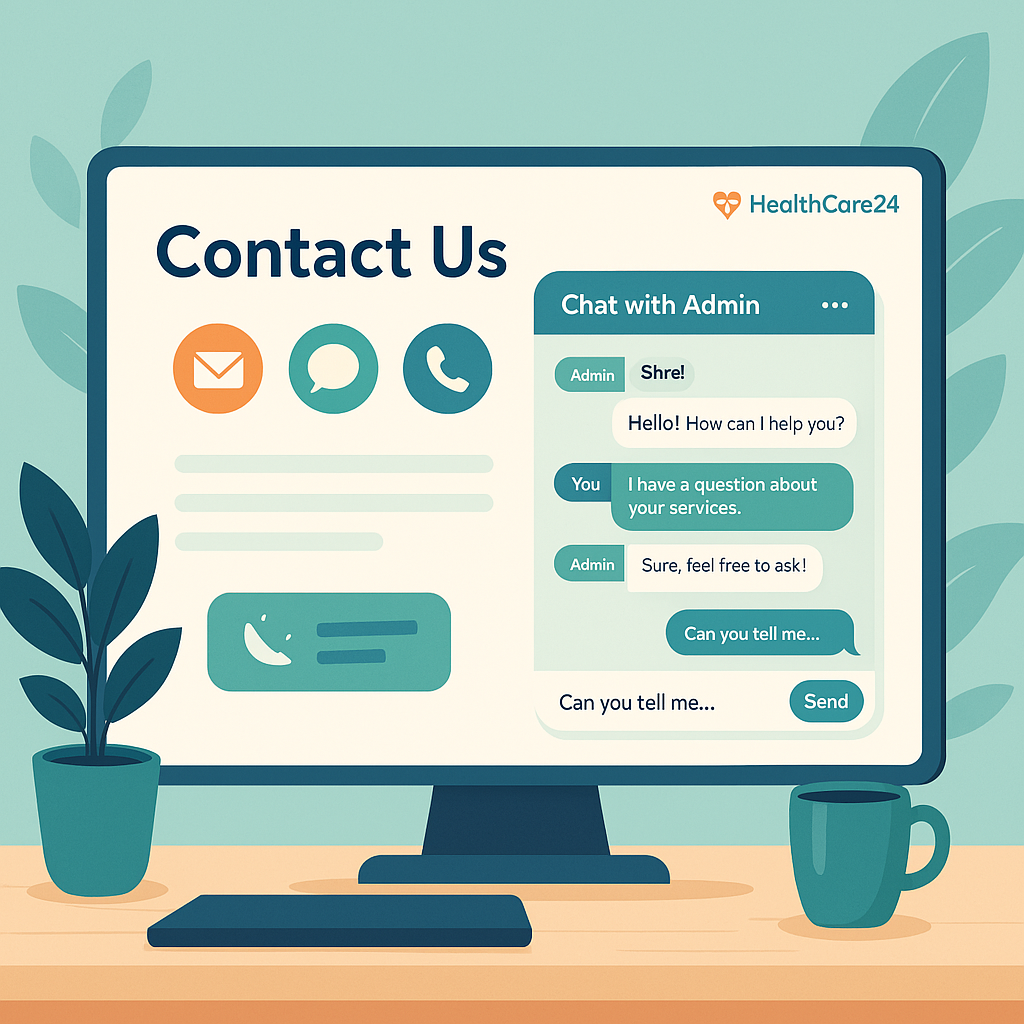 HealthCare24
Contact Us
Chat with Admin
Admin
Shre!
Hello! How can I help you?
You
I have a question about
your services.
Admin
Sure, feel free to ask!
Can you tell me...
Can you tell me...
Send